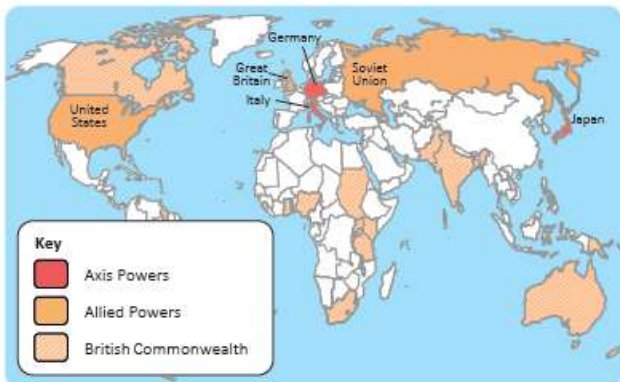 Germany
Great
Britain
Soviet
Union
Italy
United
States
Japan
Key
Axis Powers
Allied Powers
British Commonwealth